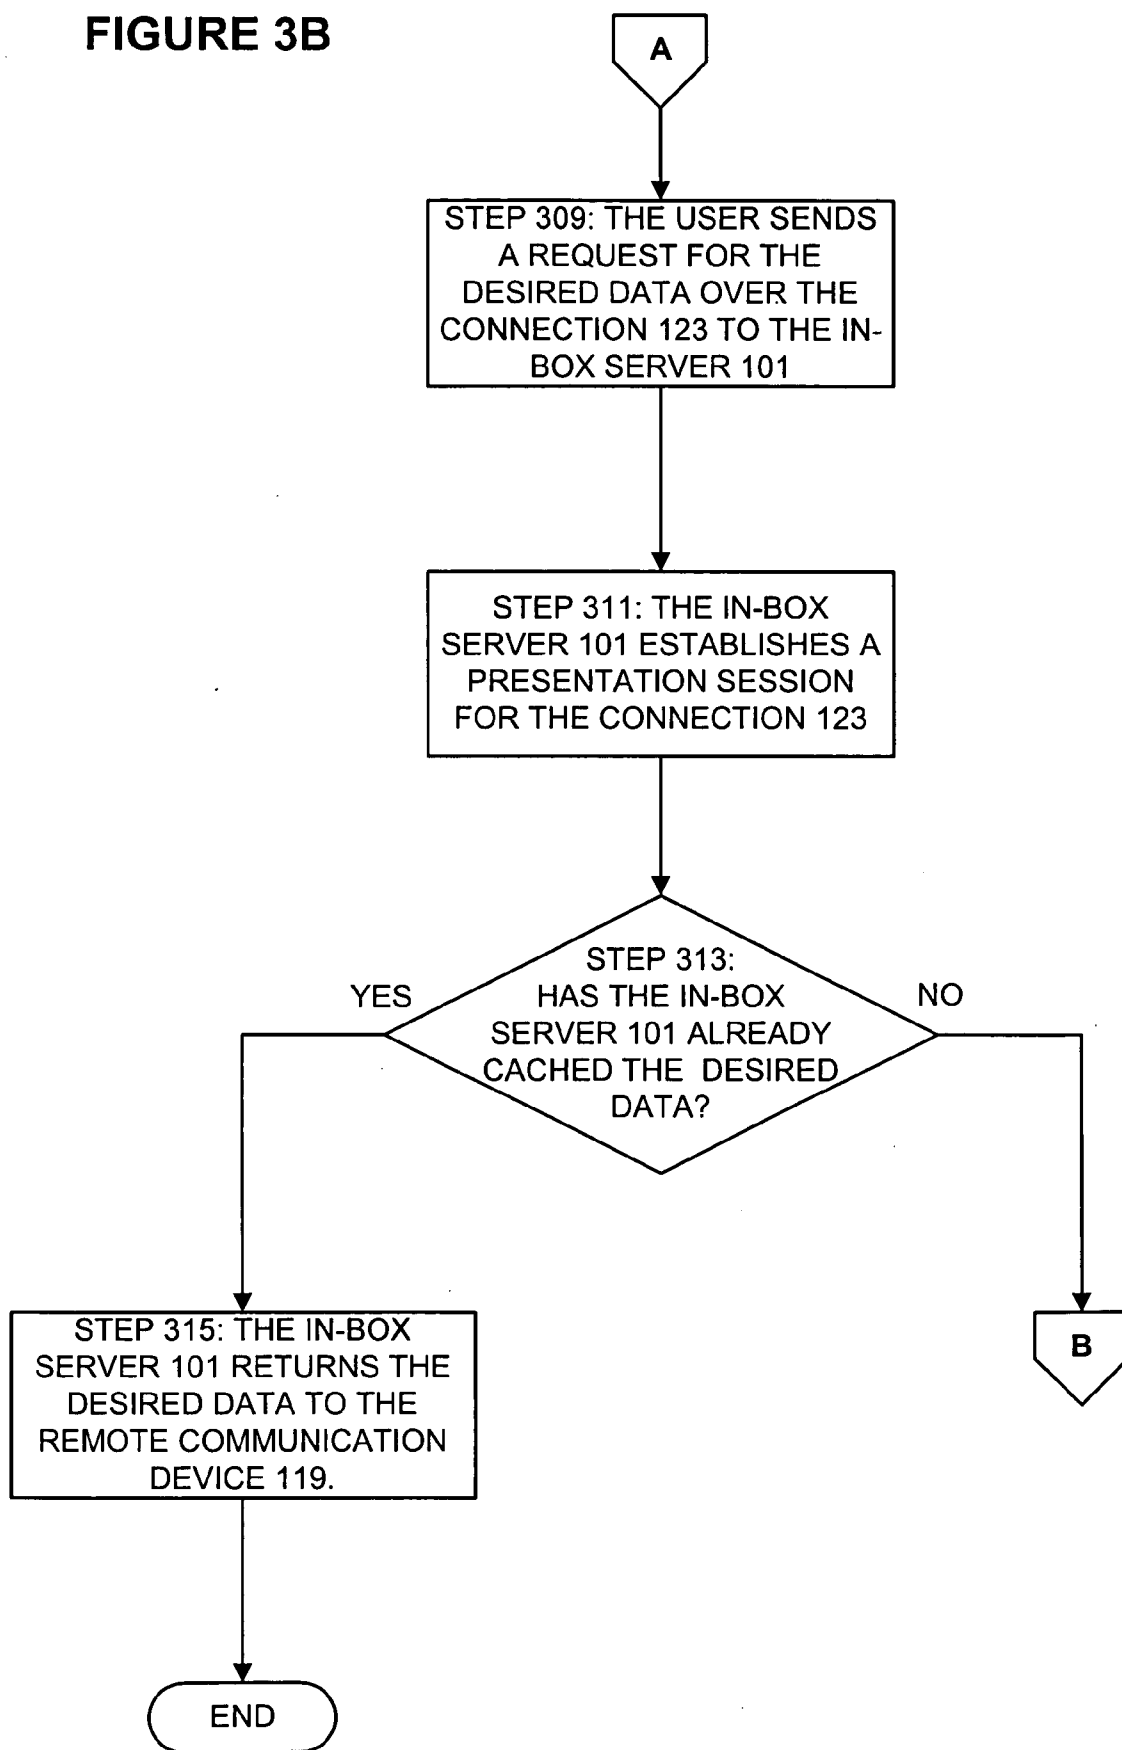 FIGURE 3B
A
STEP 309: THE USER SENDS
A REQUEST FOR THE
DESIRED DATA OVER THE
CONNECTION 123 TO THE IN-
BOX SERVER 101
STEP 311: THE IN-BOX
SERVER 101 ESTABLISHES A
PRESENTATION SESSION
FOR THE CONNECTION 123
STEP 313:
HAS THE IN-BOX
SERVER 101 ALREADY
CACHED THE DESIRED
DATA?
YES
NO
STEP 315: THE IN-BOX
SERVER 101 RETURNS THE
DESIRED DATA TO THE
REMOTE COMMUNICATION
DEVICE 119.
B
END